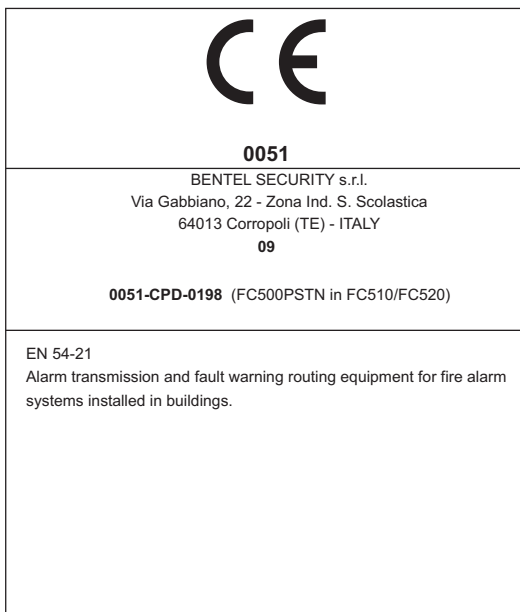 CE
0051
BENTEL SECURITY s.r.l.
Via Gabbiano, 22 - Zona Ind. S. Scolastica
64013 Corropoli (TE) - ITALY
09
0051-CPD-0198 (FC500PSTN in FC510/FC520)
EN 54-21
Alarm transmission and fault warning routing equipment for fire alarm
systems installed in buildings.